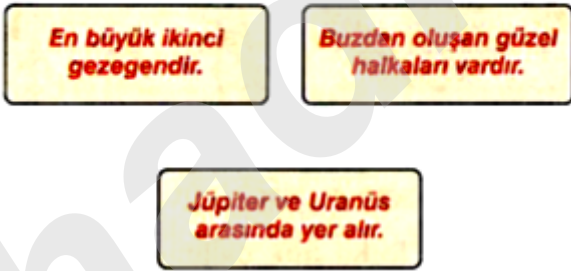 En büyük ikinci
gezegendir.
Buzdan oluşan güzel
halkaları vardır.
Jüpiter ve Uranüs
arasında yer alır.